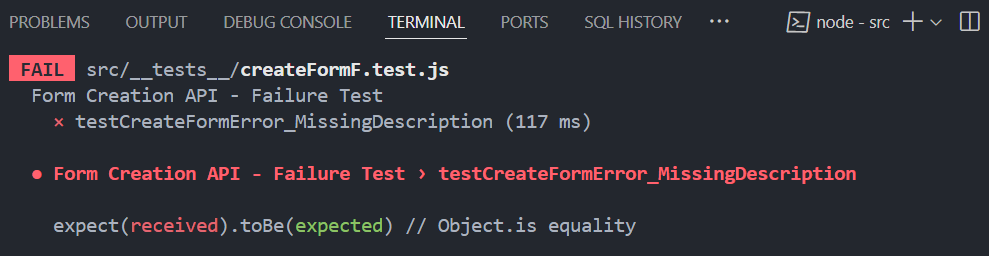 PROBLEMS OUTPUT DEBUG CONSOLE TERMINAL PORTS SQL HISTORY ··· node - src
FAIL src/__tests__/createFormF.test.js
Form Creation API - Failure Test
× testCreateFormError_MissingDescription (117 ms)
● Form Creation API - Failure Test › testCreateFormError_MissingDescription
expect(received).toBe(expected) // Object.is equality